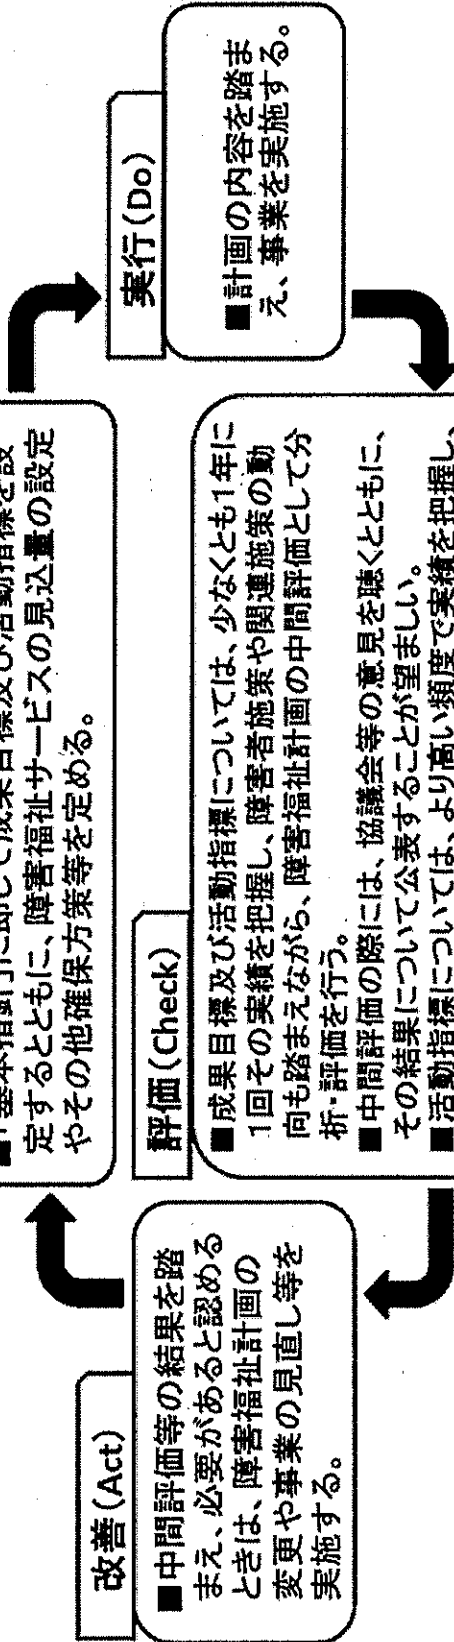 ■「基本指針」に即して成果目標及び活動指標を設
定するとともに、障害福祉サービスの見込量の設定
やその他確保方策等を定める。
実行(Do)
■計画の内容を踏ま
え、事業を実施する。
評価(Check)
■成果目標及び活動指標については、少なくとも1年に
1回その実績を把握し、障害者施策や関連施策の動
向も踏まえながら、障害福祉計画の中間評価として分
析・評価を行う。
■中間評価の際には、協議会等の意見を聴くとともに、
その結果について公表することが望ましい。
■活動指標については、より高い頻度で実績を把握し、
改善(Act)
■中間評価等の結果を踏
まえ、必要があると認める
ときは、障害福祉計画の
変更や事業の見直し等を
実施する。